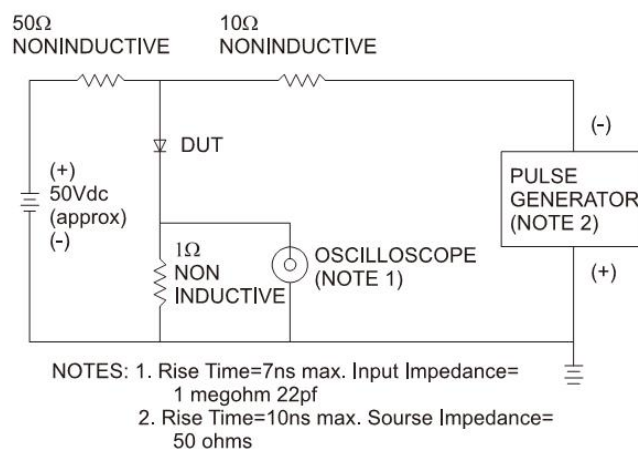 50Ω
NONINDUCTIVE
10Ω
NONINDUCTIVE
DUT
(+)
50Vdc
(approx)
(-)
1Ω
NON
INDUCTIVE
OSCILLOSCOPE
(NOTE 1)
(-)
PULSE
GENERATOR
(NOTE 2)
(+)
NOTES: 1. Rise Time=7ns max. Input Impedance=
1 megohm 22pf
2. Rise Time=10ns max. Sourse Impedance=
50 ohms